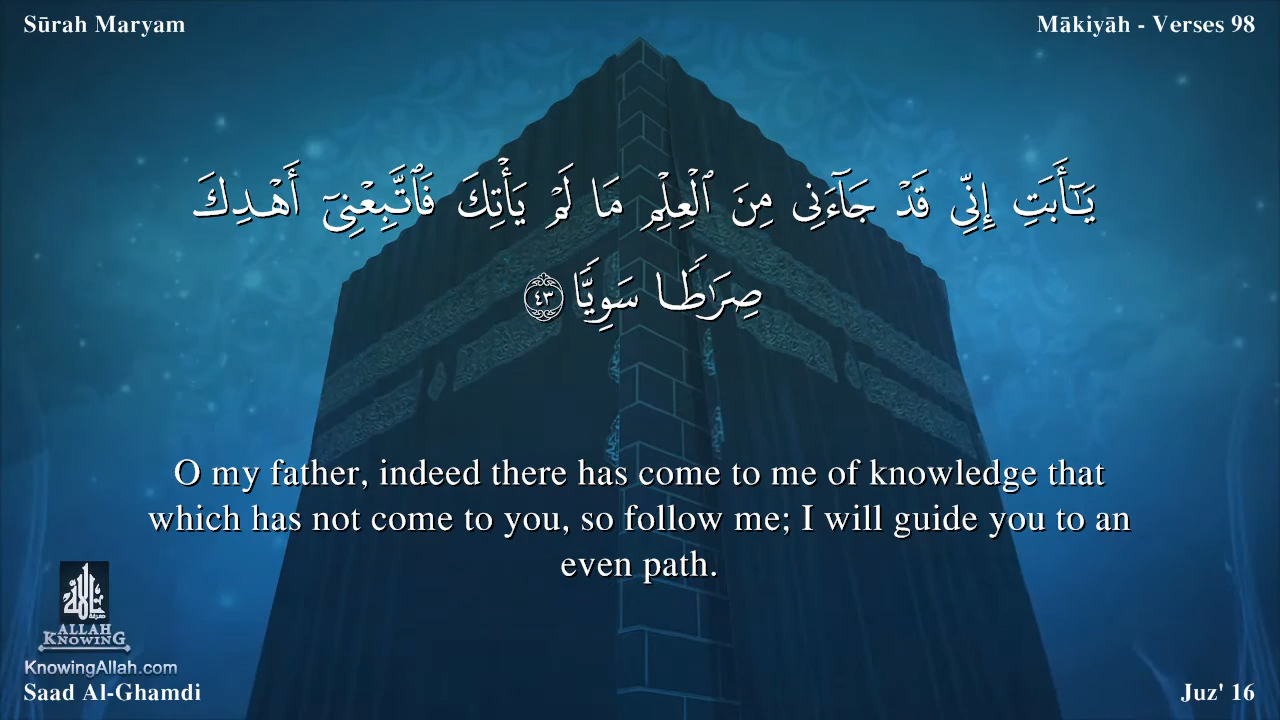 Sūrah Maryam
Mākiyāh - Verses 98
يَٰٓأَبَتِ إِنِّي قَدْ جَآءَنِي مِنَ ٱلْعِلْمِ مَا لَمْ يَأْتِكَ فَٱتَّبِعْنِيٓ أَهْدِكَ
صِرَٰطًا سَوِيًّا ٤٣
O my father, indeed there has come to me of knowledge that
which has not come to you, so follow me; I will guide you to an
even path.
ALLAH
KNOWING
KnowingAllah.com
Saad Al-Ghamdi
Juz' 16